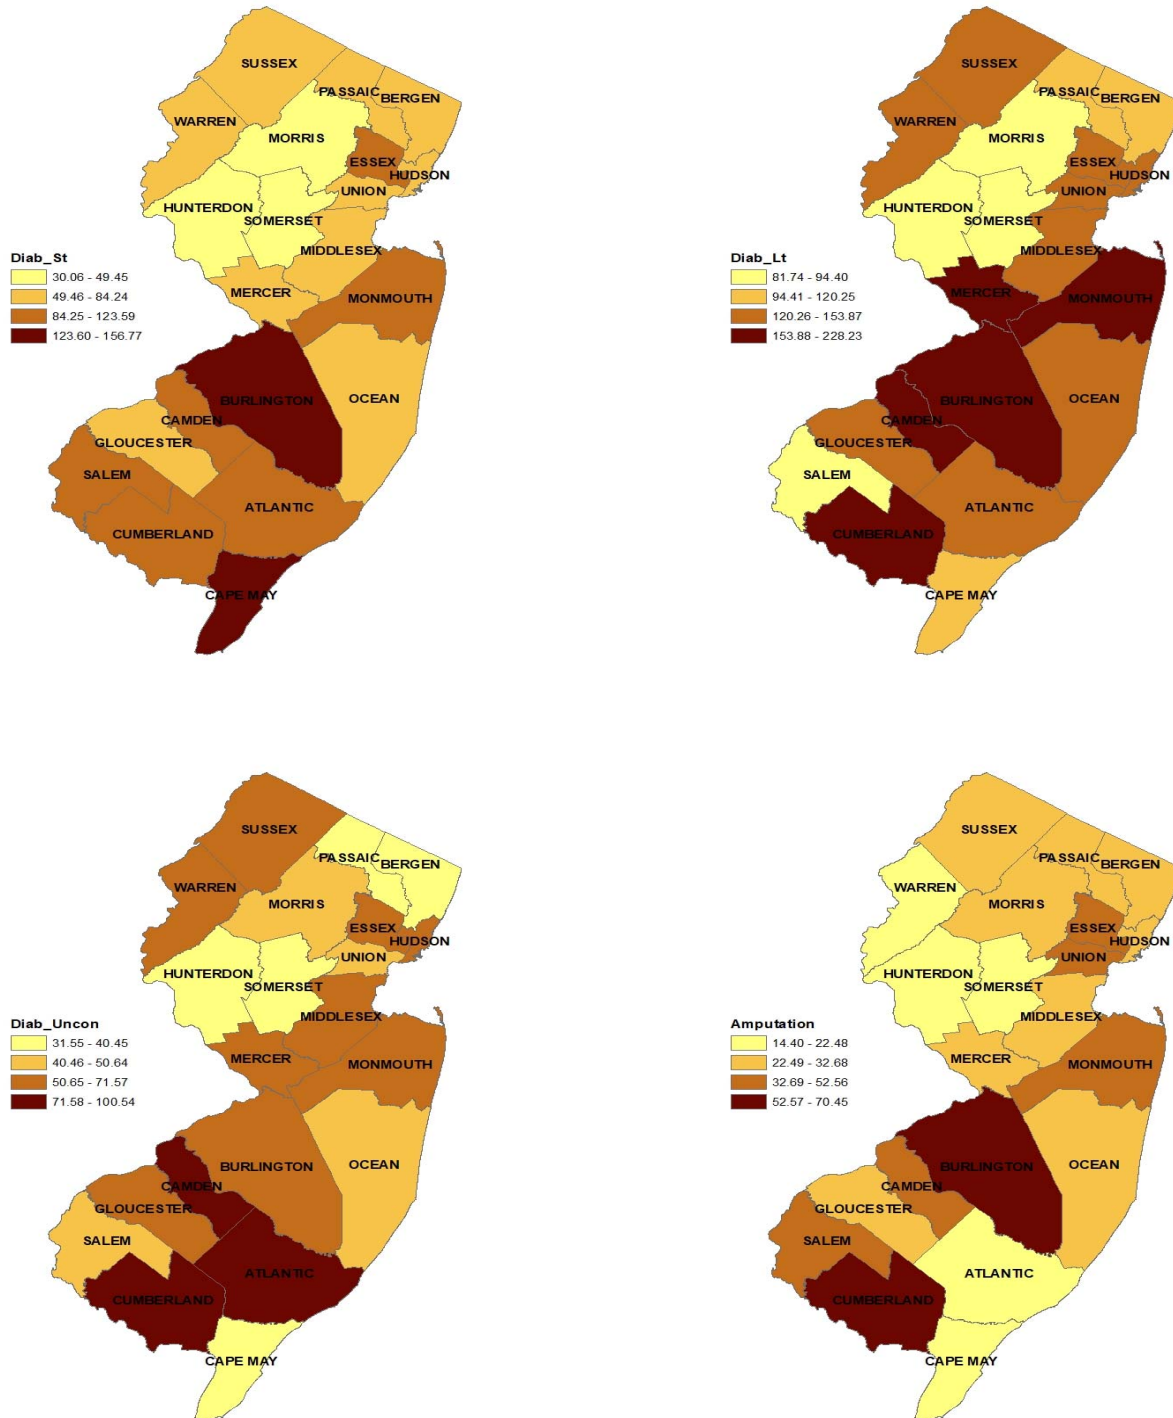 SUSSEX
PASSAIC
BERGEN
WARREN
MORRIS
ESSEX
HUDSON
UNION
HUNTERDON
SOMERSET
MIDDLESEX
MERCER
MONMOUTH
BURLINGTON
OCEAN
CAMDEN
GLOUCESTER
SALEM
ATLANTIC
CUMBERLAND
CAPE MAY
Diab_St
30.06 - 49.45
49.46 - 84.24
84.25 - 123.59
123.60 - 156.77
SUSSEX
PASSAIC
BERGEN
WARREN
MORRIS
ESSEX
HUDSON
UNION
HUNTERDON
SOMERSET
MIDDLESEX
MERCER
MONMOUTH
BURLINGTON
OCEAN
CAMDEN
GLOUCESTER
SALEM
ATLANTIC
CUMBERLAND
CAPE MAY
Diab_Lt
81.74 - 94.40
94.41 - 120.25
120.26 - 153.87
153.88 - 228.23
SUSSEX
PASSAIC
BERGEN
WARREN
MORRIS
ESSEX
HUDSON
UNION
HUNTERDON
SOMERSET
MIDDLESEX
MERCER
MONMOUTH
BURLINGTON
OCEAN
CAMDEN
GLOUCESTER
SALEM
ATLANTIC
CUMBERLAND
CAPE MAY
Diab_Uncon
31.55 - 40.45
40.46 - 50.64
50.65 - 71.57
71.58 - 100.54
SUSSEX
PASSAIC
BERGEN
WARREN
MORRIS
ESSEX
HUDSON
UNION
HUNTERDON
SOMERSET
MIDDLESEX
MERCER
MONMOUTH
BURLINGTON
OCEAN
CAMDEN
GLOUCESTER
SALEM
ATLANTIC
CUMBERLAND
CAPE MAY
Amputation
14.40 - 22.48
22.49 - 32.68
32.69 - 52.56
52.57 - 70.45